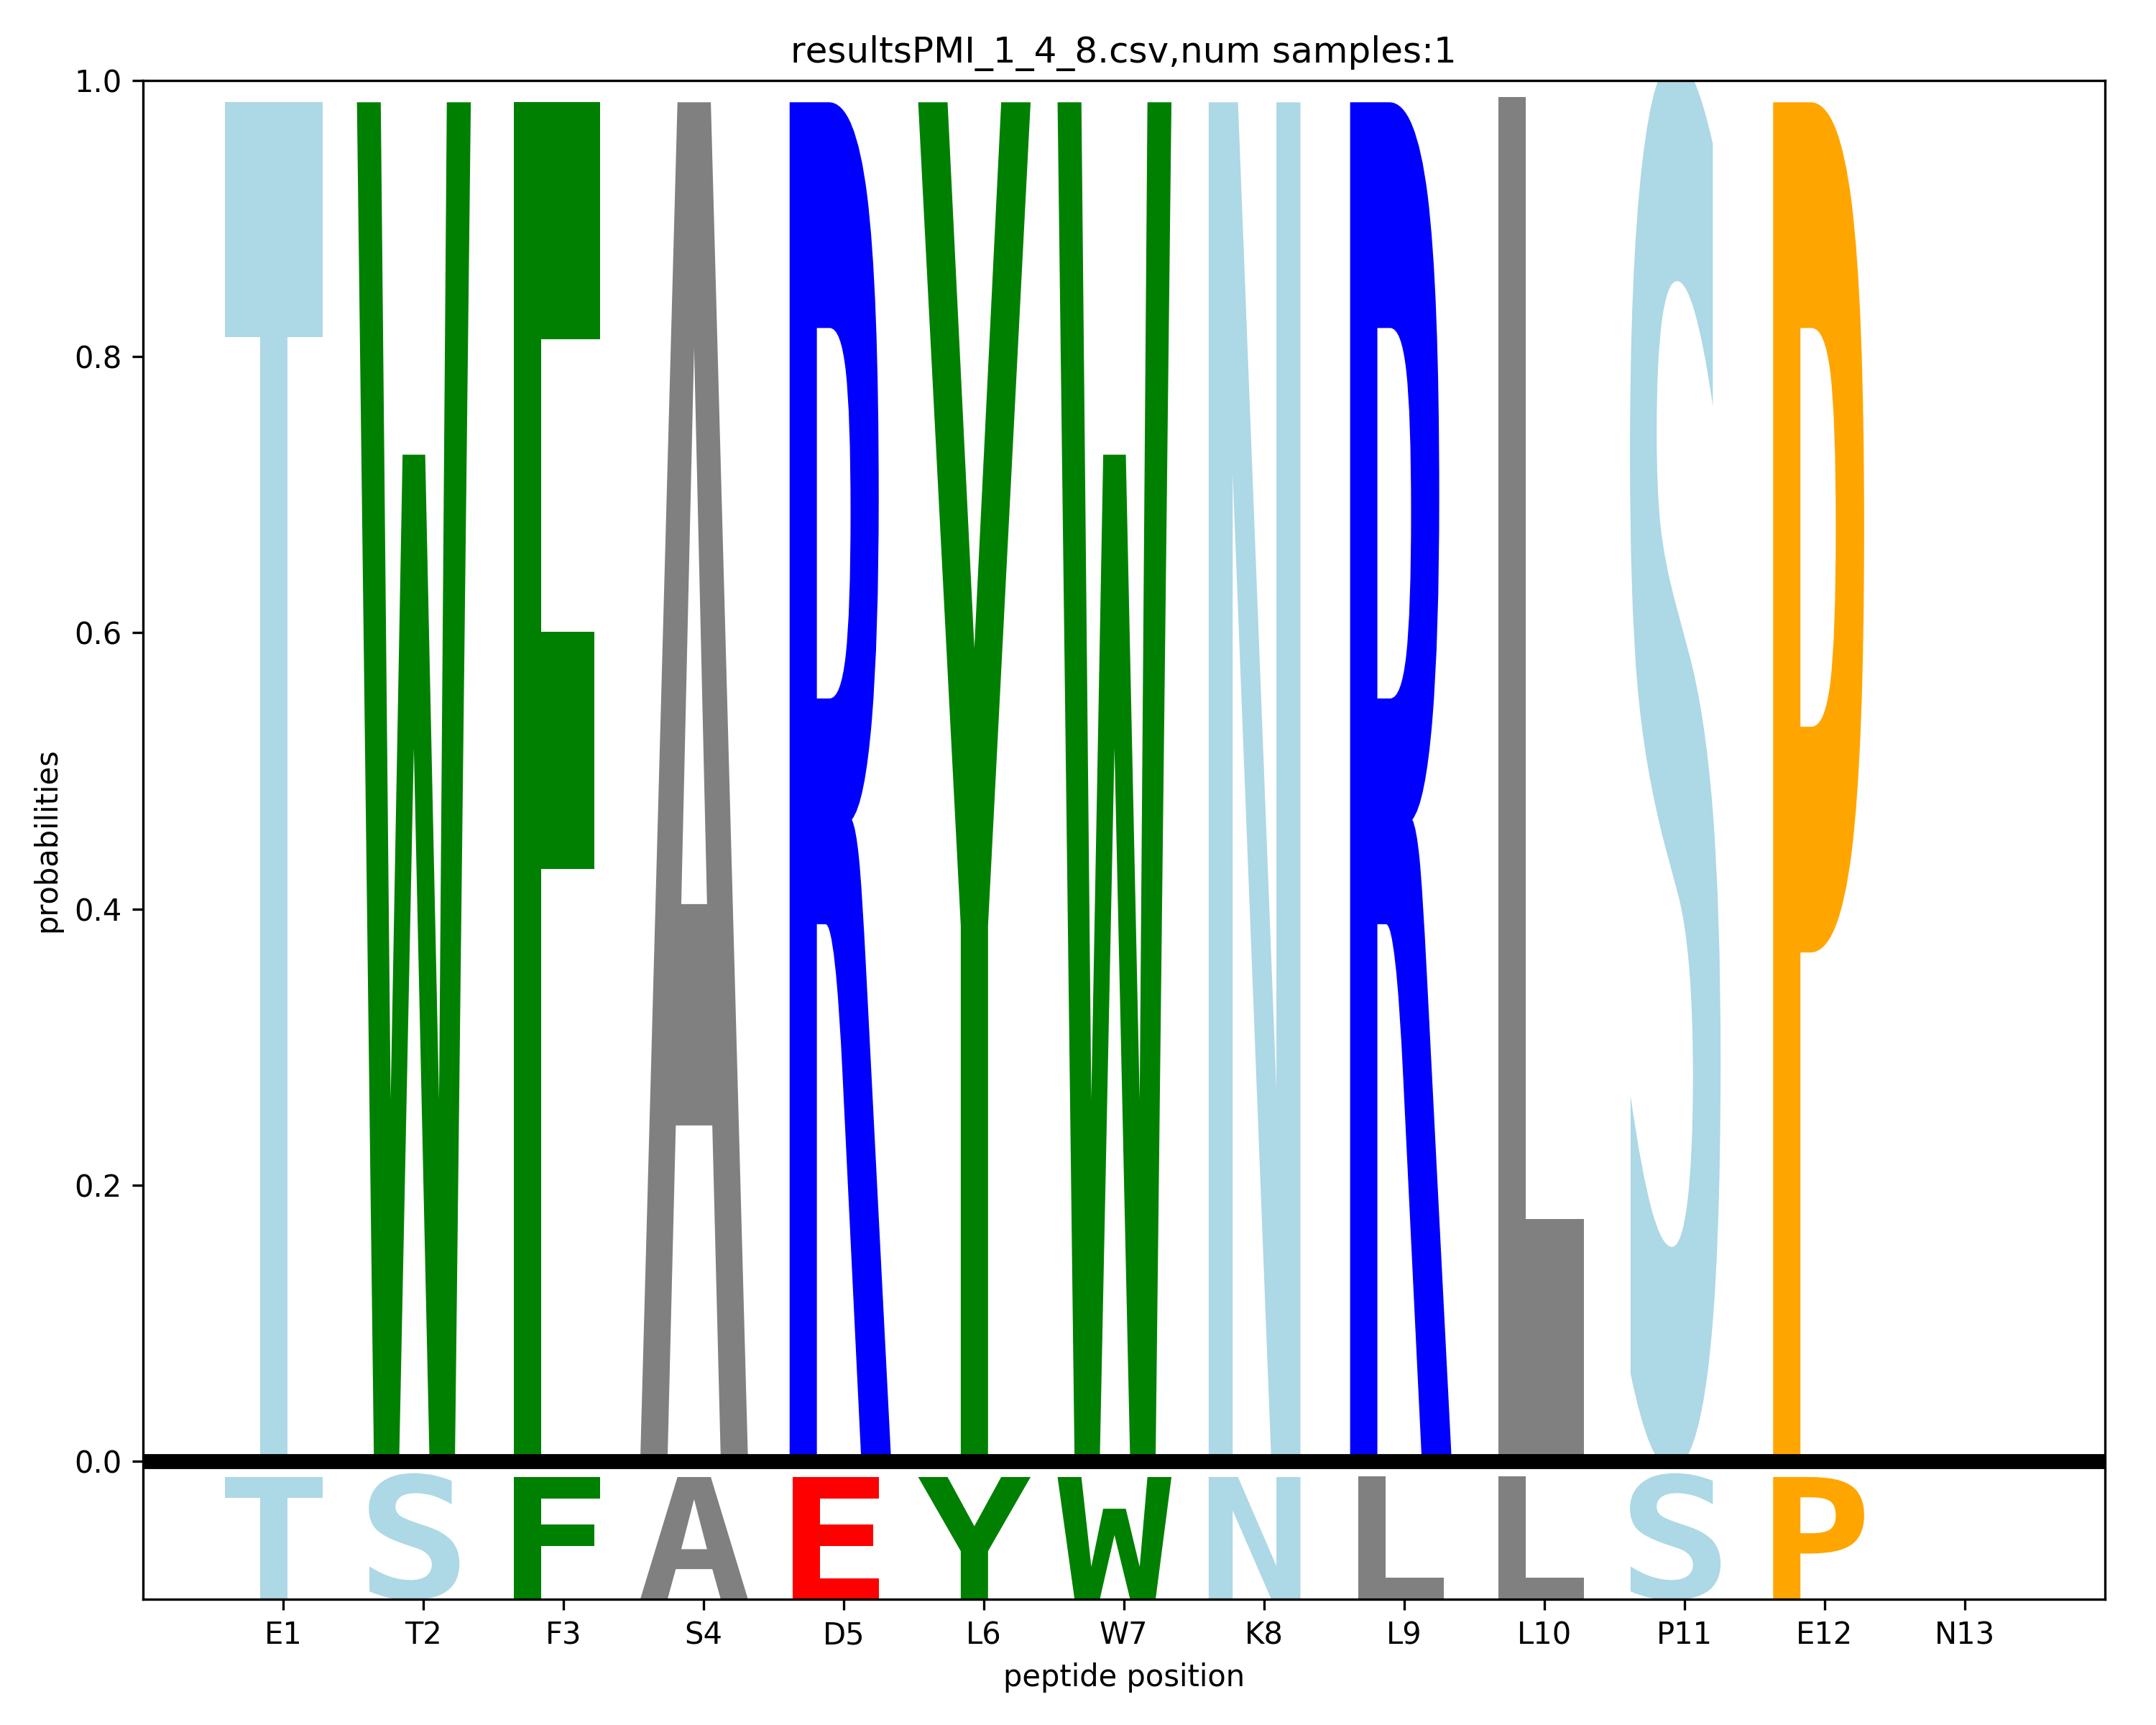 resultsPMI_1_4_8.csv,num samples:1
1.0
0.8
0.6
0.4
0.2
0.0
probabilities
T W F A R Y W N R L S P
T S F A E Y W N L L S P
E1 T2 F3 S4 D5 L6 W7 K8 L9 L10 P11 E12 N13
peptide position